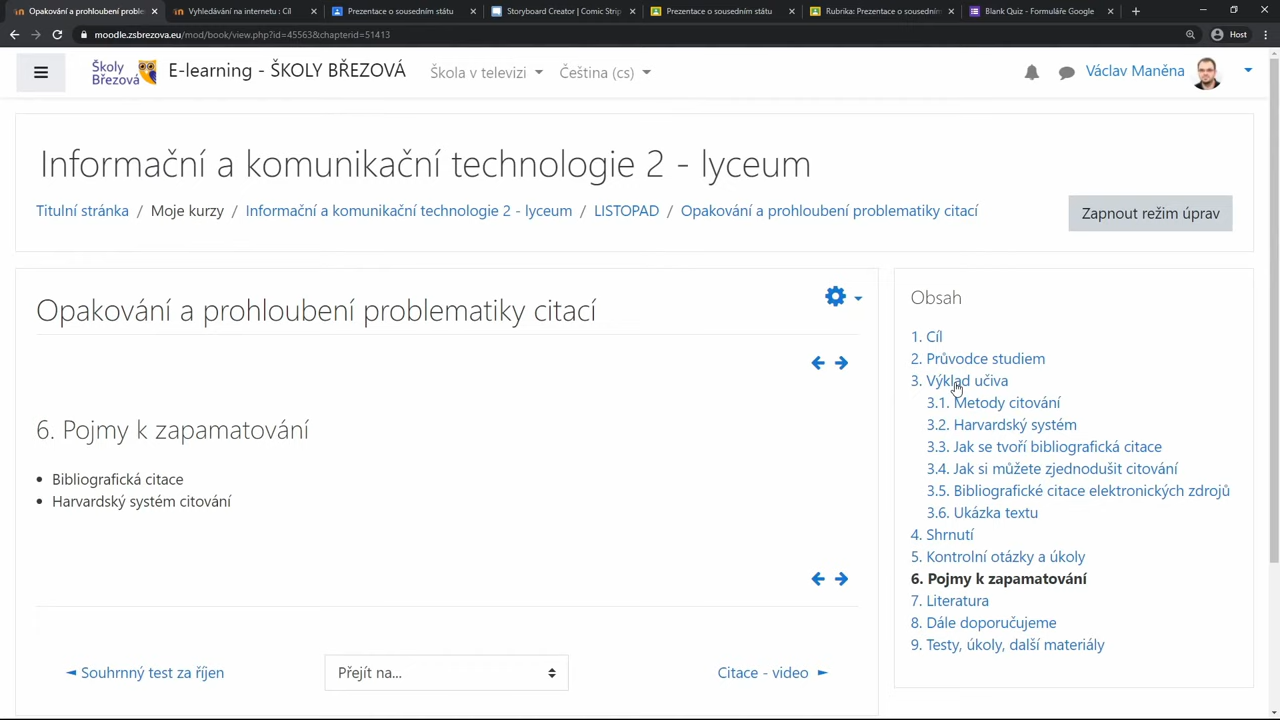 Opakování a prohloubení problem
Vyhledávání na internetu : Cíl
Prezentace o sousedním státu
Storyboard Creator | Comic Strip
Prezentace o sousedním státu
Rubrika: Prezentace o sousedním
Blank Quiz - Formuláře Google
moodle.zsbrezova.eu/mod/book/view.php?id=45563&chapterid=51413
Host
Školy Březová
E-learning - ŠKOLY BŘEZOVÁ
Škola v televizi
Čeština (cs)
Václav Maněna
Informační a komunikační technologie 2 - lyceum
Titulní stránka / Moje kurzy / Informační a komunikační technologie 2 - lyceum / LISTOPAD / Opakování a prohloubení problematiky citací
Zapnout režim úprav
Opakování a prohloubení problematiky citací
6. Pojmy k zapamatování
• Bibliografická citace
• Harvardský systém citování
◄ Souhrnný test za říjen
Přejít na...
Citace - video ►
Obsah
1. Cíl
2. Průvodce studiem
3. Výklad učiva
3.1. Metody citování
3.2. Harvardský systém
3.3. Jak se tvoří bibliografická citace
3.4. Jak si můžete zjednodušit citování
3.5. Bibliografické citace elektronických zdrojů
3.6. Ukázka textu
4. Shrnutí
5. Kontrolní otázky a úkoly
6. Pojmy k zapamatování
7. Literatura
8. Dále doporučujeme
9. Testy, úkoly, další materiály